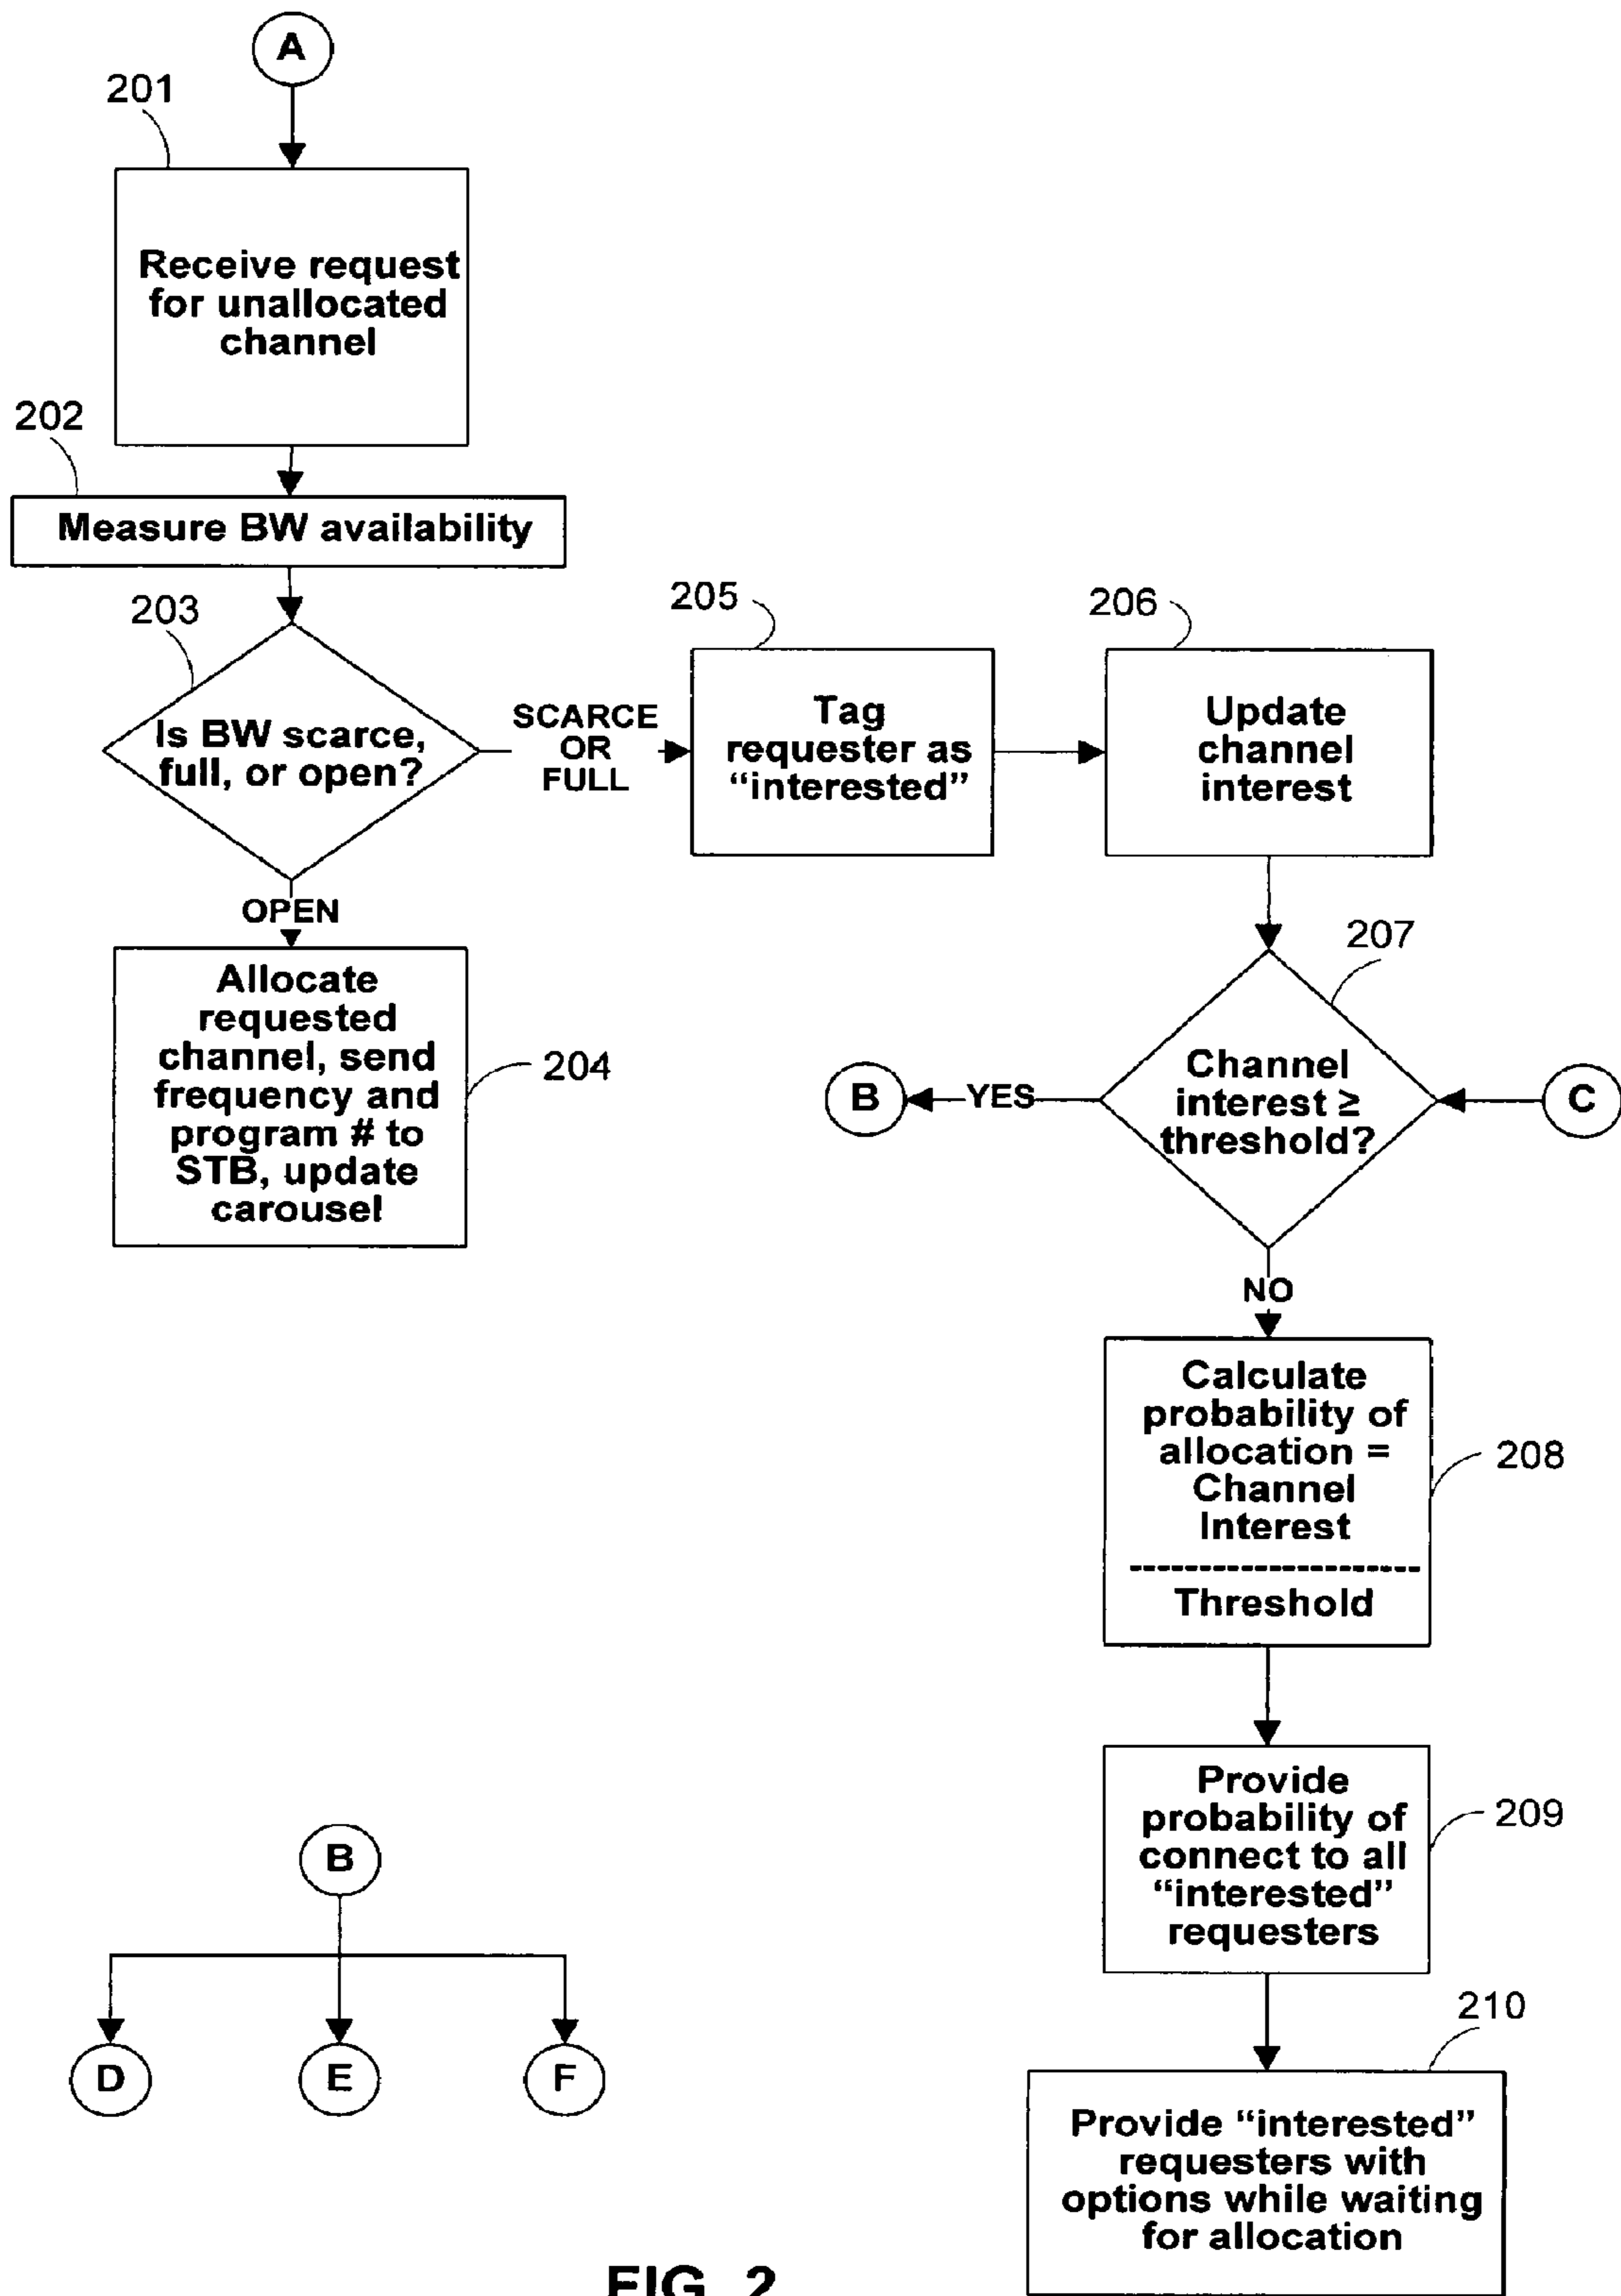 A
201
Receive request
for unallocated
channel
202
Measure BW availability
203
Is BW scarce,
full, or open?
SCARCE
OR
FULL
OPEN
Allocate
requested
channel, send
frequency and
program # to
STB, update
carousel
204
205
Tag
requester as
“interested”
206
Update
channel
interest
207
Channel
interest ≥
threshold?
YES
B
C
NO
Calculate
probability of
allocation =
Channel
Interest
Threshold
208
Provide
probability of
connect to all
“interested”
requesters
209
210
Provide “interested”
requesters with
options while waiting
for allocation
B
D
E
F
FIG. 2